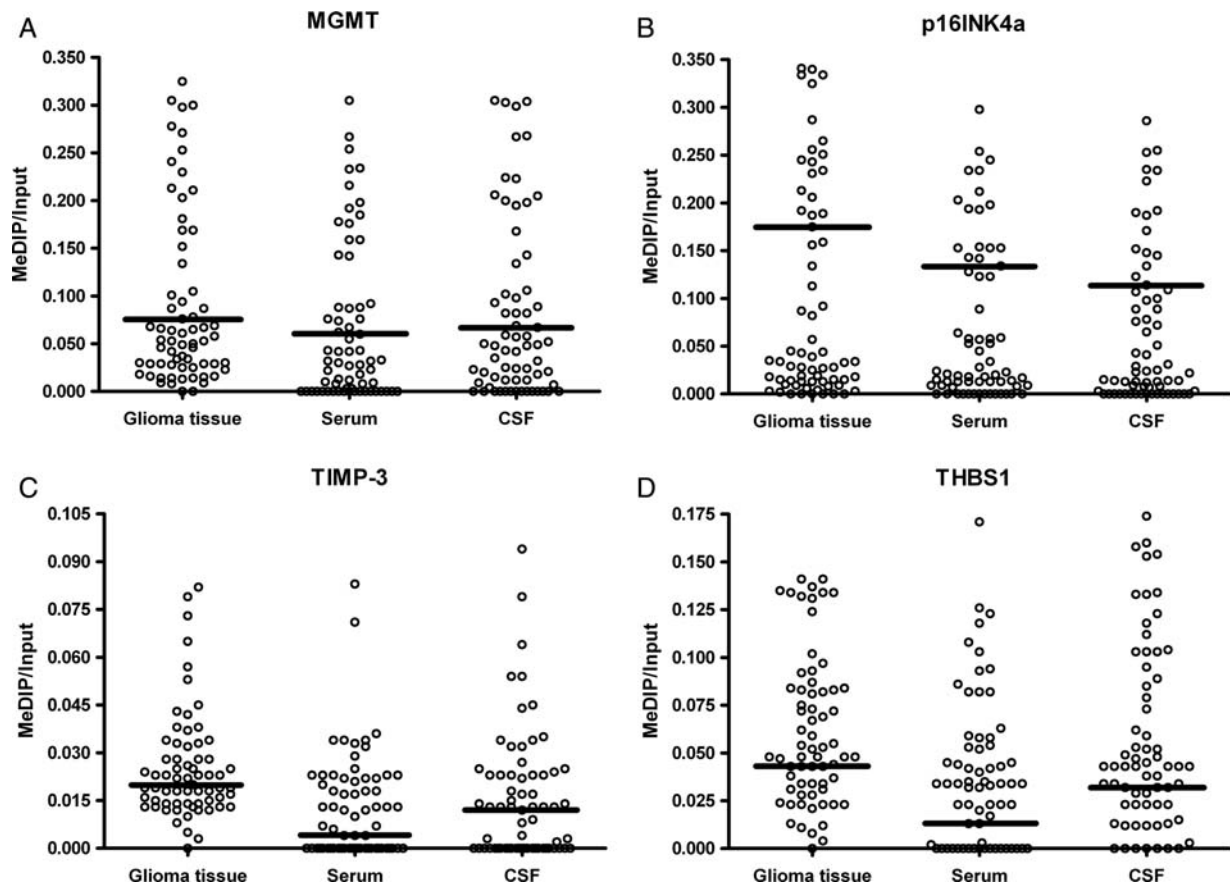 A
MGMT
MeDIP/Input
0.350
0.300
0.250
0.200
0.150
0.100
0.050
0.000
Glioma tissue Serum CSF
B
p16INK4a
MeDIP/Input
0.350
0.300
0.250
0.200
0.150
0.100
0.050
0.000
Glioma tissue Serum CSF
C
TIMP-3
MeDIP/Input
0.105
0.090
0.075
0.060
0.045
0.030
0.015
0.000
Glioma tissue Serum CSF
D
THBS1
MeDIP/Input
0.175
0.150
0.125
0.100
0.075
0.050
0.025
0.000
Glioma tissue Serum CSF